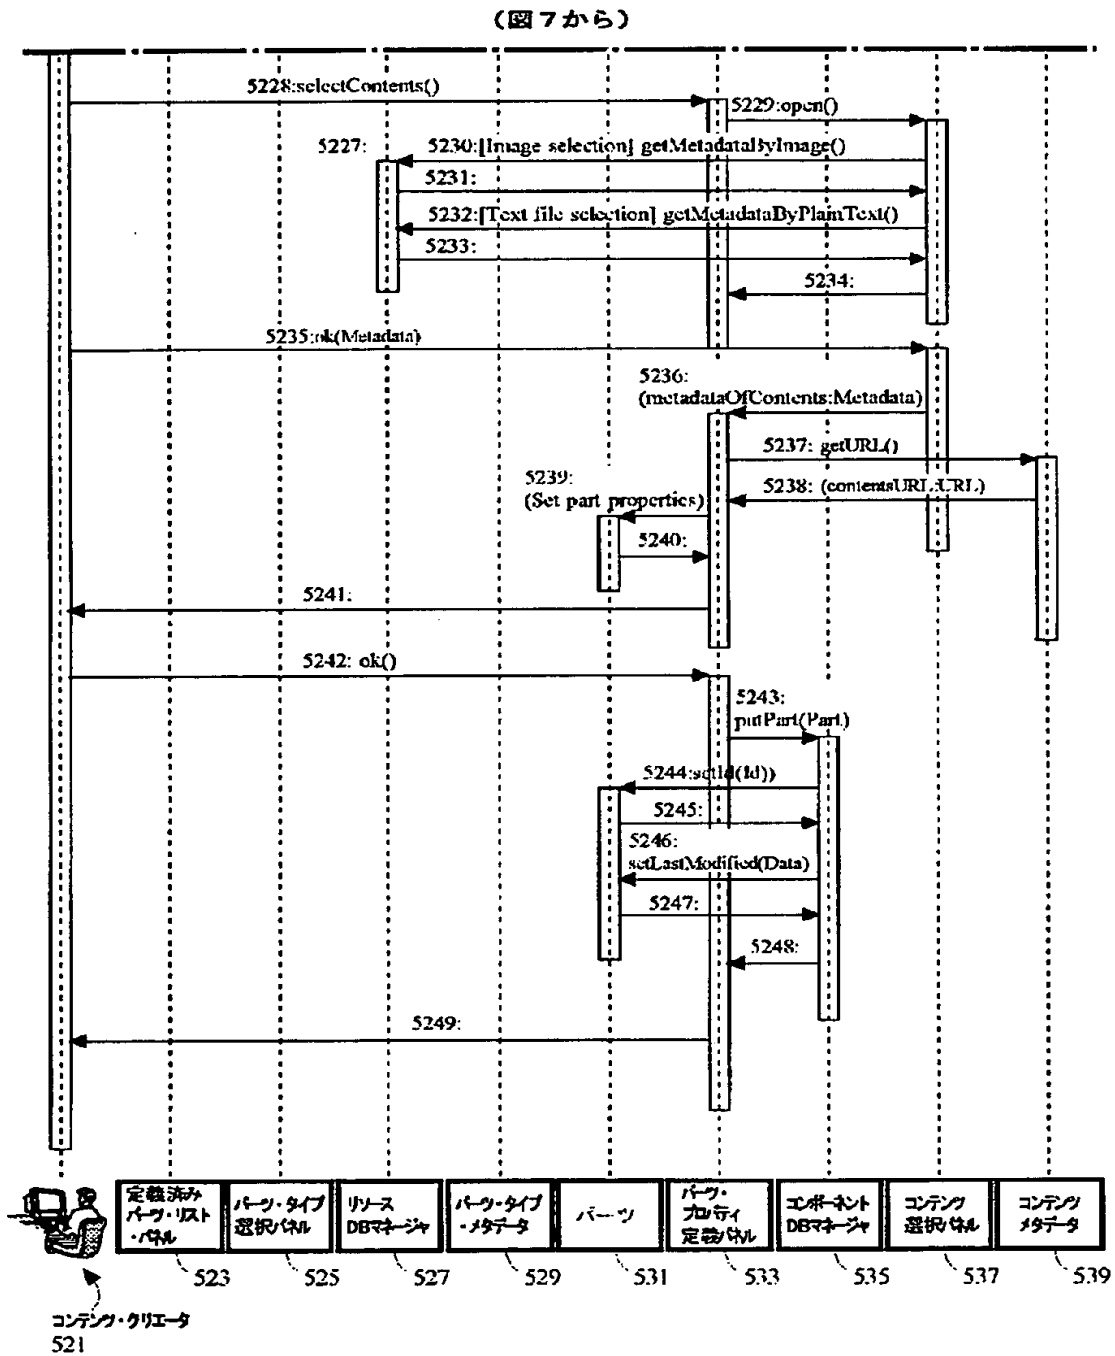 (図7から)
5228:selectContents()
5229:open()
5227:
5230:[Image selection] getMetadataByImage()
5231:
5232:[Text file selection] getMetadataByPlainText()
5233:
5234:
5235:ok(Metadata)
5236:
(metadataOfContents:Metadata)
5237: getURL()
5238: (contentsURL:URL)
5239:
(Set part properties)
5240:
5241:
5242: ok()
5243:
putPart(Part)
5244:setId(Id))
5245:
5246:
setLastModified(Data)
5247:
5248:
5249:
定義済み
パーツ・リスト
・パネル
パーツ・タイプ
選択パネル
リソース
DBマネージャ
パーツ・タイプ
・メタデータ
パーツ
パーツ・
プロパティ
定義パネル
コンポーネント
DBマネージャ
コンテンツ
選択パネル
コンテンツ
メタデータ
523
525
527
529
531
533
535
537
539
コンテンツ・クリエータ
521